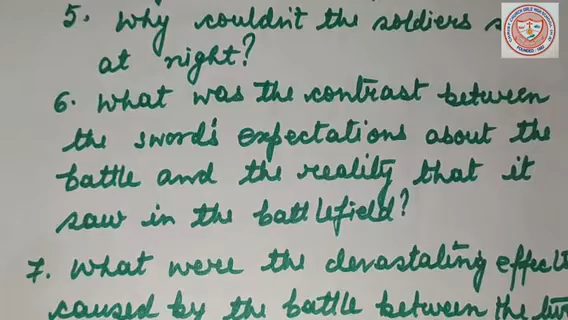 5. Why couldn't the soldiers s
at night?
6. What was the contrast between
the sword's expectations about the
battle and the reality that it
saw in the battlefield?
7. What were the devastating effect
caused by the battle between the